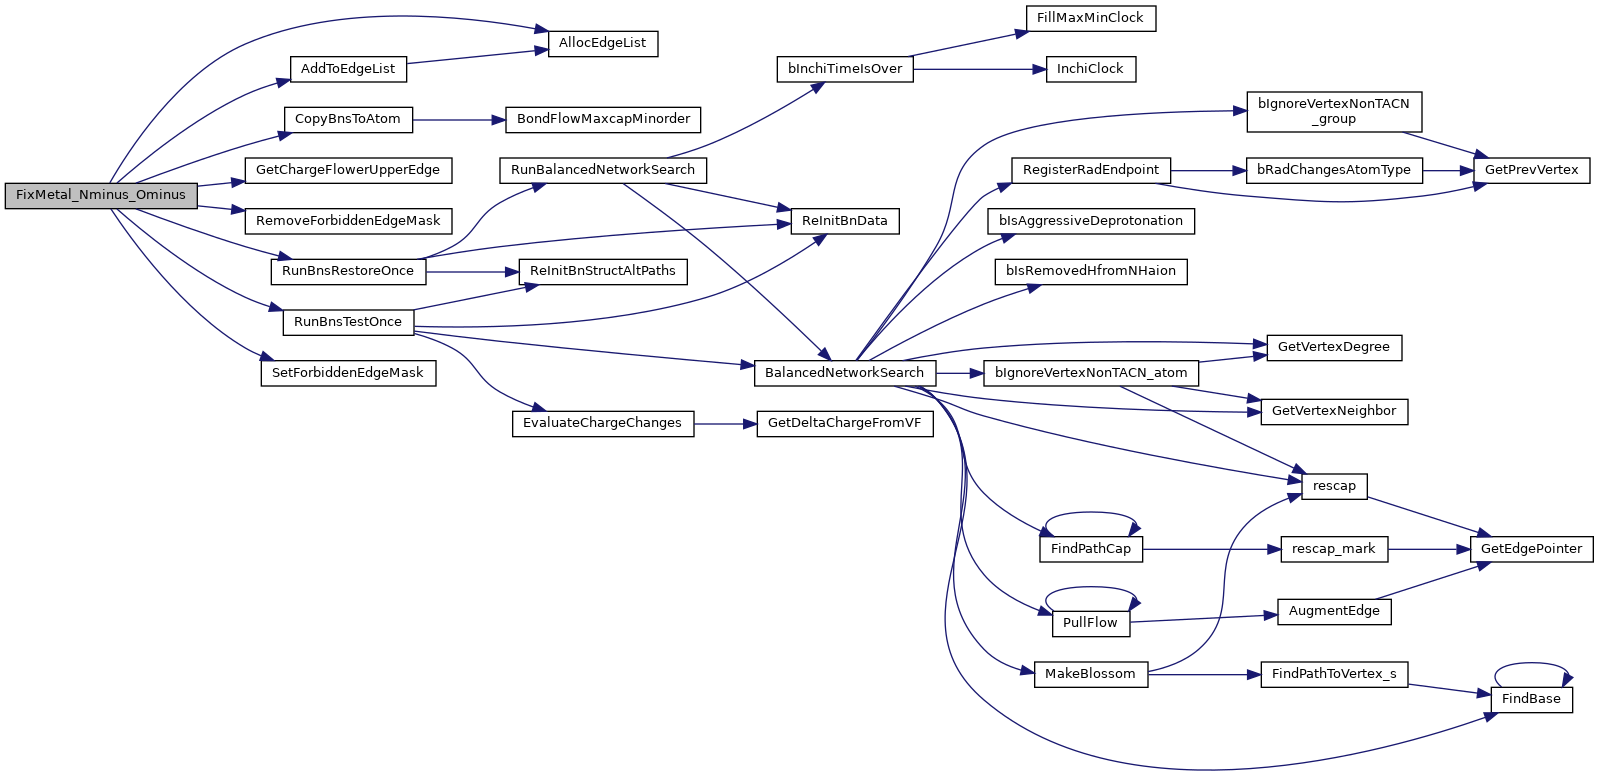 FixMetal_Nminus_Ominus
AllocEdgeList
AddToEdgeList
CopyBnsToAtom
BondFlowMaxcapMinorder
GetChargeFlowerUpperEdge
RemoveForbiddenEdgeMask
RunBnsRestoreOnce
RunBnsTestOnce
SetForbiddenEdgeMask
RunBalancedNetworkSearch
ReInitBnStructAltPaths
EvaluateChargeChanges
bInchiTimeIsOver
ReInitBnData
BalancedNetworkSearch
GetDeltaChargeFromVF
FillMaxMinClock
InchiClock
bIgnoreVertexNonTACN
_group
RegisterRadEndpoint
bRadChangesAtomType
GetPrevVertex
bIsAggressiveDeprotonation
bIsRemovedHfromNHaion
GetVertexDegree
bIgnoreVertexNonTACN_atom
GetVertexNeighbor
rescap
FindPathCap
rescap_mark
GetEdgePointer
AugmentEdge
PullFlow
MakeBlossom
FindPathToVertex_s
FindBase